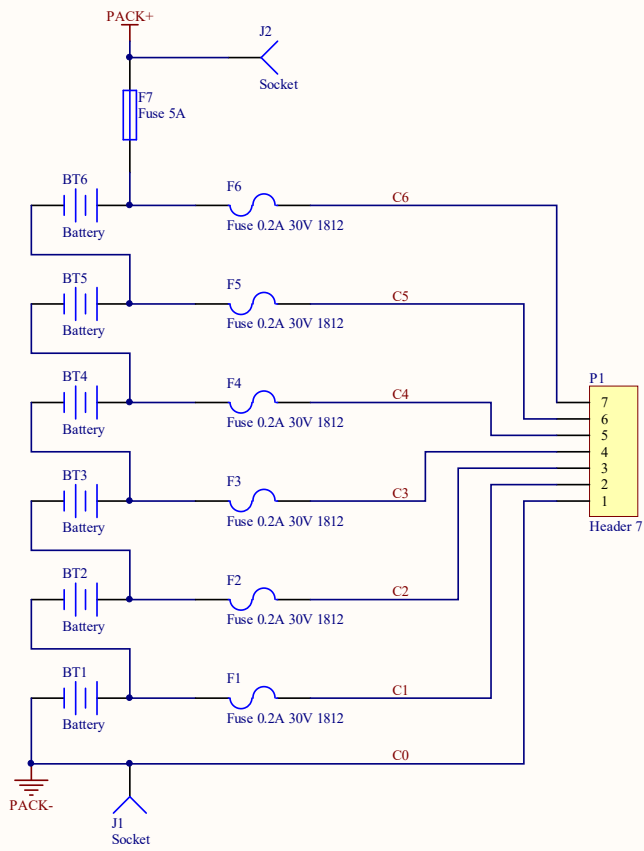 PACK+
J2
Socket
F7
Fuse 5A
BT6
Battery
F6
Fuse 0.2A 30V 1812
C6
BT5
Battery
F5
Fuse 0.2A 30V 1812
C5
BT4
Battery
F4
Fuse 0.2A 30V 1812
C4
P1
7
6
5
4
3
2
1
Header 7
BT3
Battery
F3
Fuse 0.2A 30V 1812
C3
BT2
Battery
F2
Fuse 0.2A 30V 1812
C2
BT1
Battery
F1
Fuse 0.2A 30V 1812
C1
C0
PACK-
J1
Socket